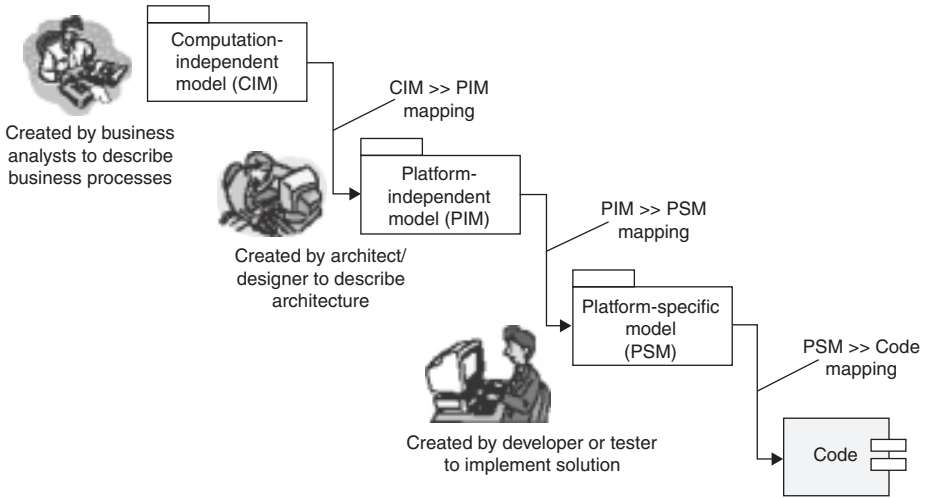 Computation-
independent
model (CIM)
CIM >> PIM
mapping
Created by business
analysts to describe
business processes
Platform-
independent
model (PIM)
PIM >> PSM
mapping
Created by architect/
designer to describe
architecture
Platform-specific
model
(PSM)
PSM >> Code
mapping
Created by developer or tester
to implement solution
Code